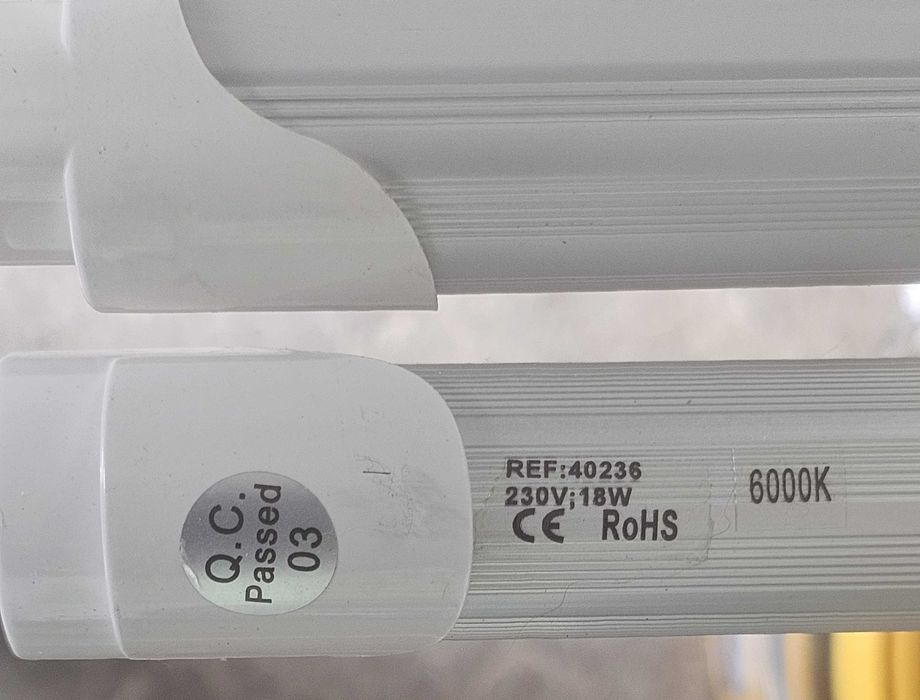 Q.C.
Passed
03
REF:40236
230V;18W
CE RoHS
6000K